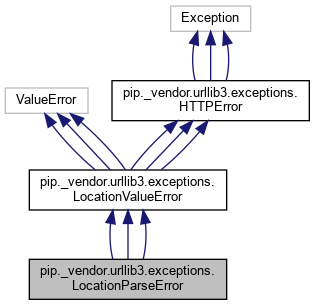 Exception
pip._vendor.urllib3.exceptions.
HTTPError
ValueError
pip._vendor.urllib3.exceptions.
LocationValueError
pip._vendor.urllib3.exceptions.
LocationParseError